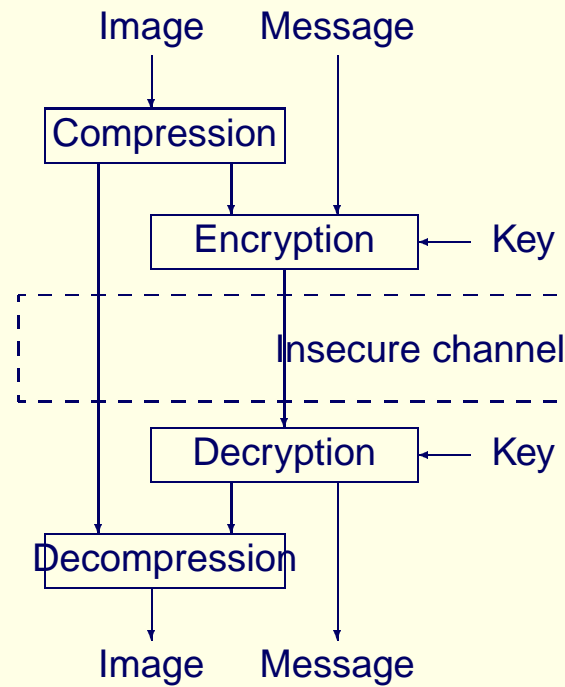 Image Message
Compression
Encryption Key
Insecure channel
Decryption Key
Decompression
Image Message